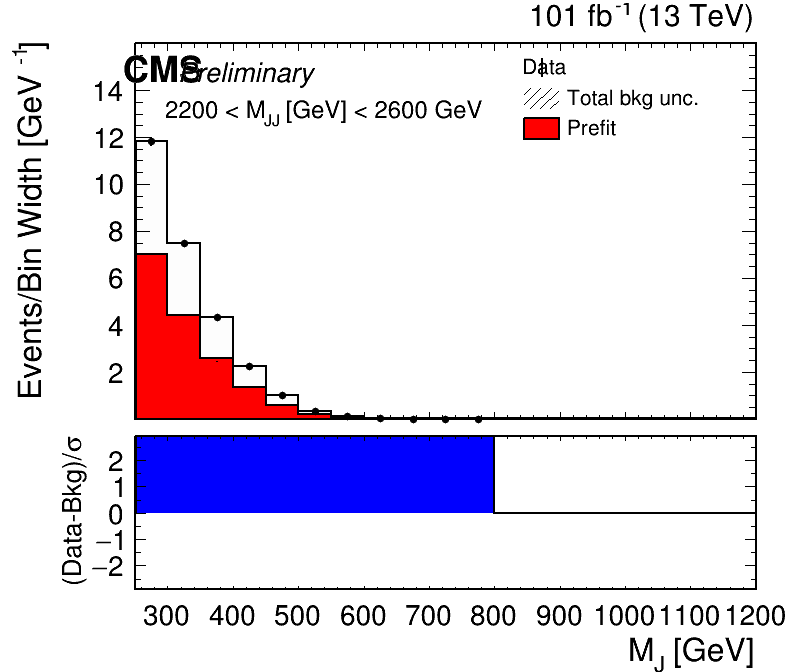 101 fb⁻¹ (13 TeV)
CMS Preliminary
2200 < M_JJ [GeV] < 2600 GeV
Data
Total bkg unc.
Prefit
Events/Bin Width [GeV⁻¹]
14
12
10
8
6
4
2
(Data-Bkg)/σ
2
1
0
−1
−2
300 400 500 600 700 800 900 1000 1100 1200
M_J [GeV]